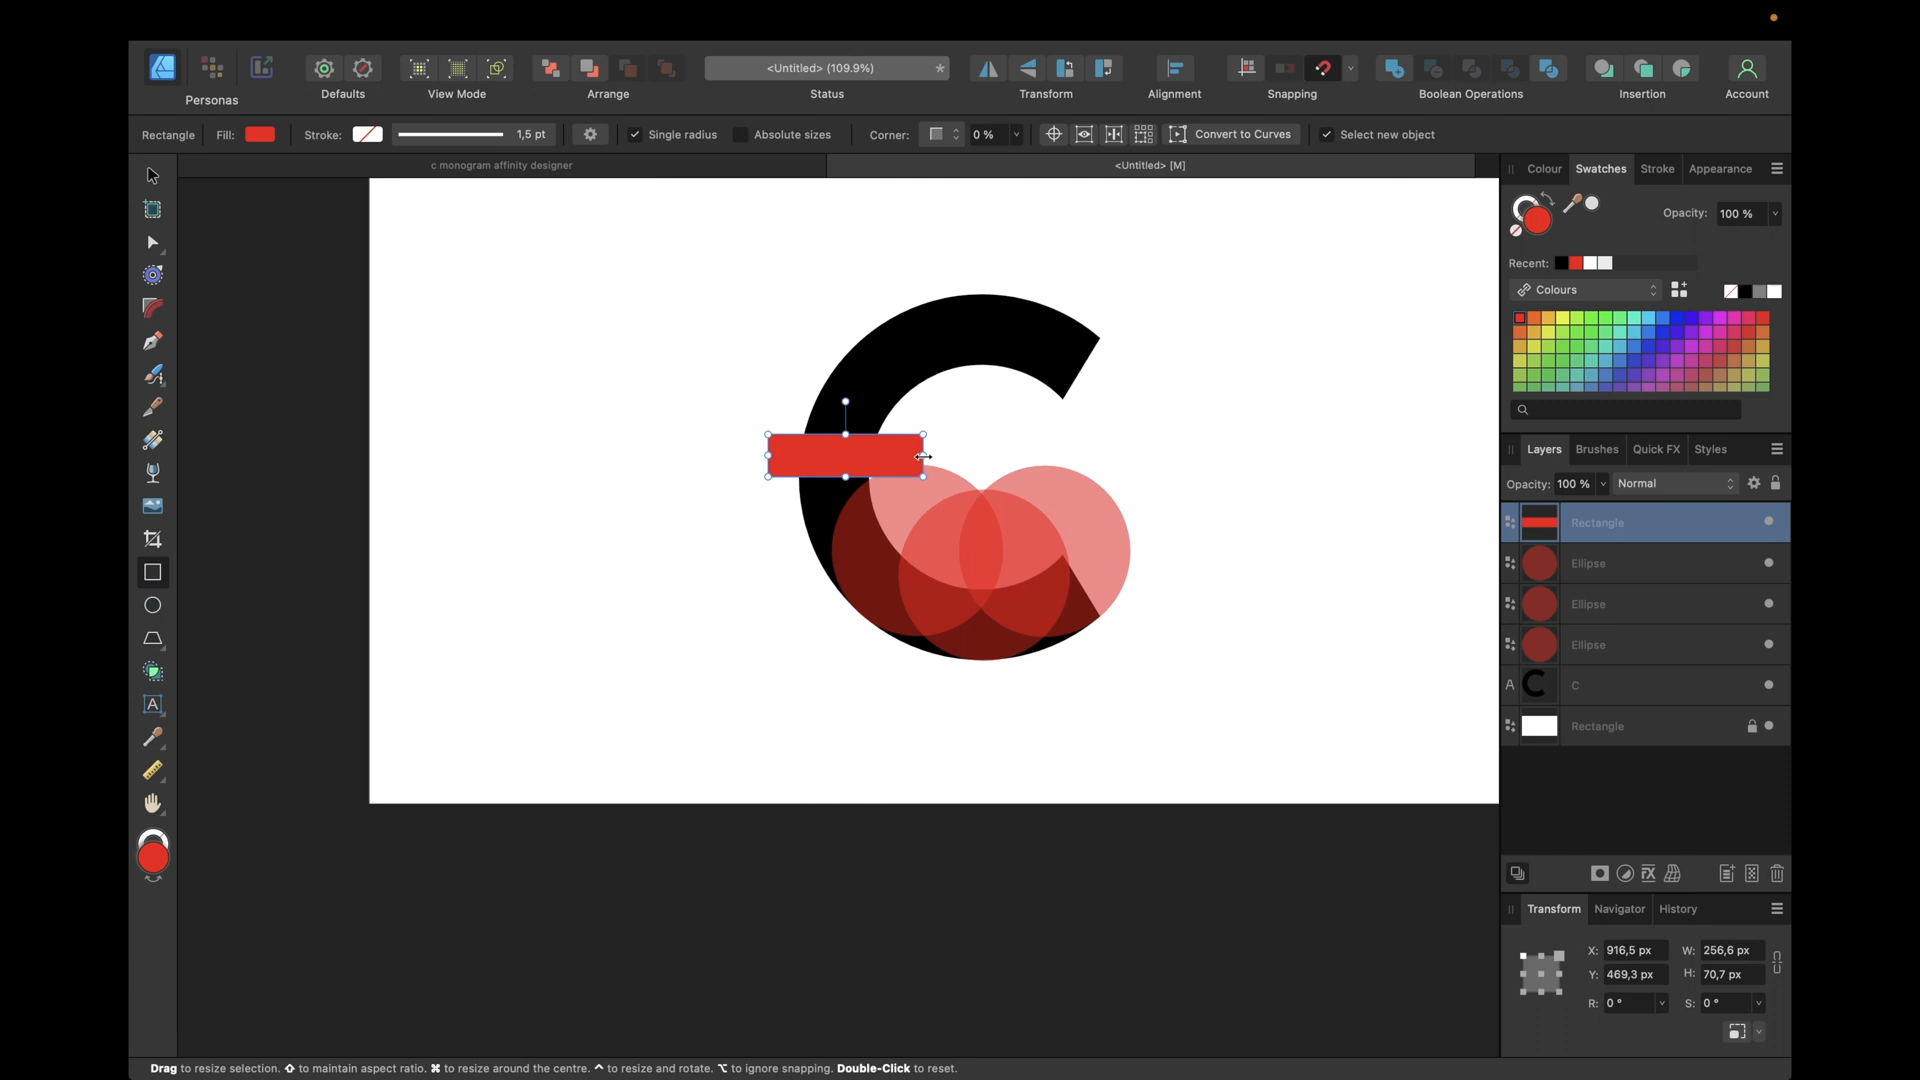 <Untitled> (109.9%)
*
Personas
Defaults
View Mode
Arrange
Status
Transform
Alignment
Snapping
Boolean Operations
Insertion
Account
Rectangle
Fill:
Stroke:
1,5 pt
Single radius
Absolute sizes
Corner:
0 %
Convert to Curves
Select new object
c monogram affinity designer
<Untitled> [M]
Colour
Swatches
Stroke
Appearance
Opacity:
100 %
Recent:
Colours
Layers
Brushes
Quick FX
Styles
Opacity:
100 %
Normal
Rectangle
Ellipse
Ellipse
Ellipse
A
C
C
Rectangle
Transform
Navigator
History
X: 916,5 px
W: 256,6 px
Y: 469,3 px
H: 70,7 px
R: 0 °
S: 0 °
Drag to resize selection. ⇧ to maintain aspect ratio. ⌘ to resize around the centre. ^ to resize and rotate. ⌥ to ignore snapping. Double-Click to reset.